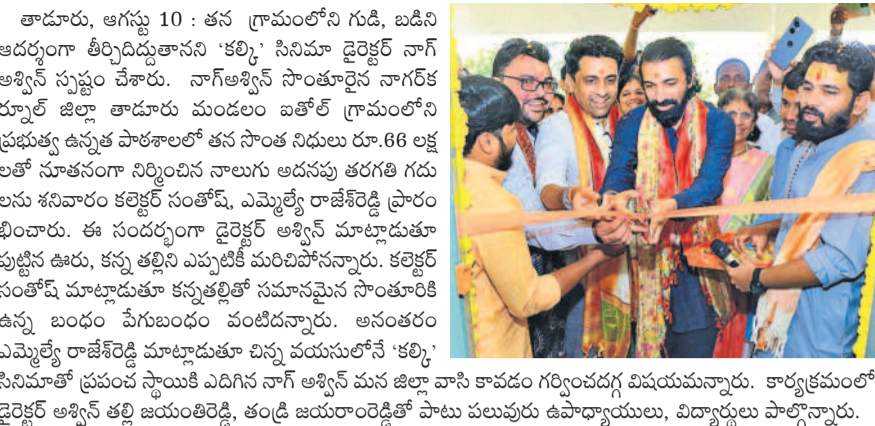 తాడూరు, ఆగస్టు 10 : తన గ్రామంలోని గుడి, బడిని
ఆదర్శంగా తీర్చిదిద్దుతానని ‘కల్కి’ సినిమా డైరెక్టర్ నాగ్
అశ్విన్ స్పష్టం చేశారు. నాగ్అశ్విన్ సొంతూరైన నాగర్‌క
ర్నూల్ జిల్లా తాడూరు మండలం ఐతోల్ గ్రామంలోని
ప్రభుత్వ ఉన్నత పాఠశాలలో తన సొంత నిధులు రూ.66 లక్ష
లతో నూతనంగా నిర్మించిన నాలుగు అదనపు తరగతి గదు
లను శనివారం కలెక్టర్ సంతోష్, ఎమ్మెల్యే రాజేశ్‌రెడ్డి ప్రారం
భించారు. ఈ సందర్భంగా డైరెక్టర్ అశ్విన్ మాట్లాడుతూ
పుట్టిన ఊరు, కన్న తల్లిని ఎప్పటికీ మరిచిపోనన్నారు. కలెక్టర్
సంతోష్ మాట్లాడుతూ కన్నతల్లితో సమానమైన సొంతూరికి
ఉన్న బంధం పేగుబంధం వంటిదన్నారు. అనంతరం
ఎమ్మెల్యే రాజేశ్‌రెడ్డి మాట్లాడుతూ చిన్న వయసులోనే ‘కల్కి’
సినిమాతో ప్రపంచ స్థాయికి ఎదిగిన నాగ్ అశ్విన్ మన జిల్లా వాసి కావడం గర్వించదగ్గ విషయమన్నారు. కార్యక్రమంలో
డైరెక్టర్ అశ్విన్ తల్లి జయంతిరెడ్డి, తండ్రి జయరాంరెడ్డితో పాటు పలువురు ఉపాధ్యాయులు, విద్యార్థులు పాల్గొన్నారు.